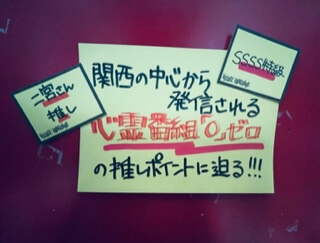 二宮さん
推し
SSSS特級
関西の中心から
発信される
心霊番組「0」ゼロ
の推しポイントに迫る!!!